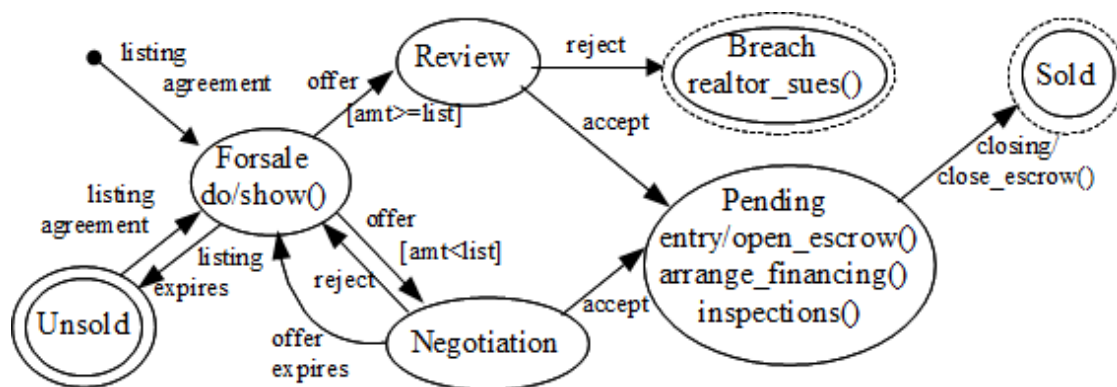 listing
agreement
offer
[amt>=list]
Review
reject
Breach
realtor_sues()
Sold
accept
closing/
close_escrow()
Forsale
do/show()
listing
agreement
listing
expires
offer
[amt<list]
reject
Pending
entry/open_escrow()
arrange_financing()
inspections()
accept
Unsold
offer
expires
Negotiation